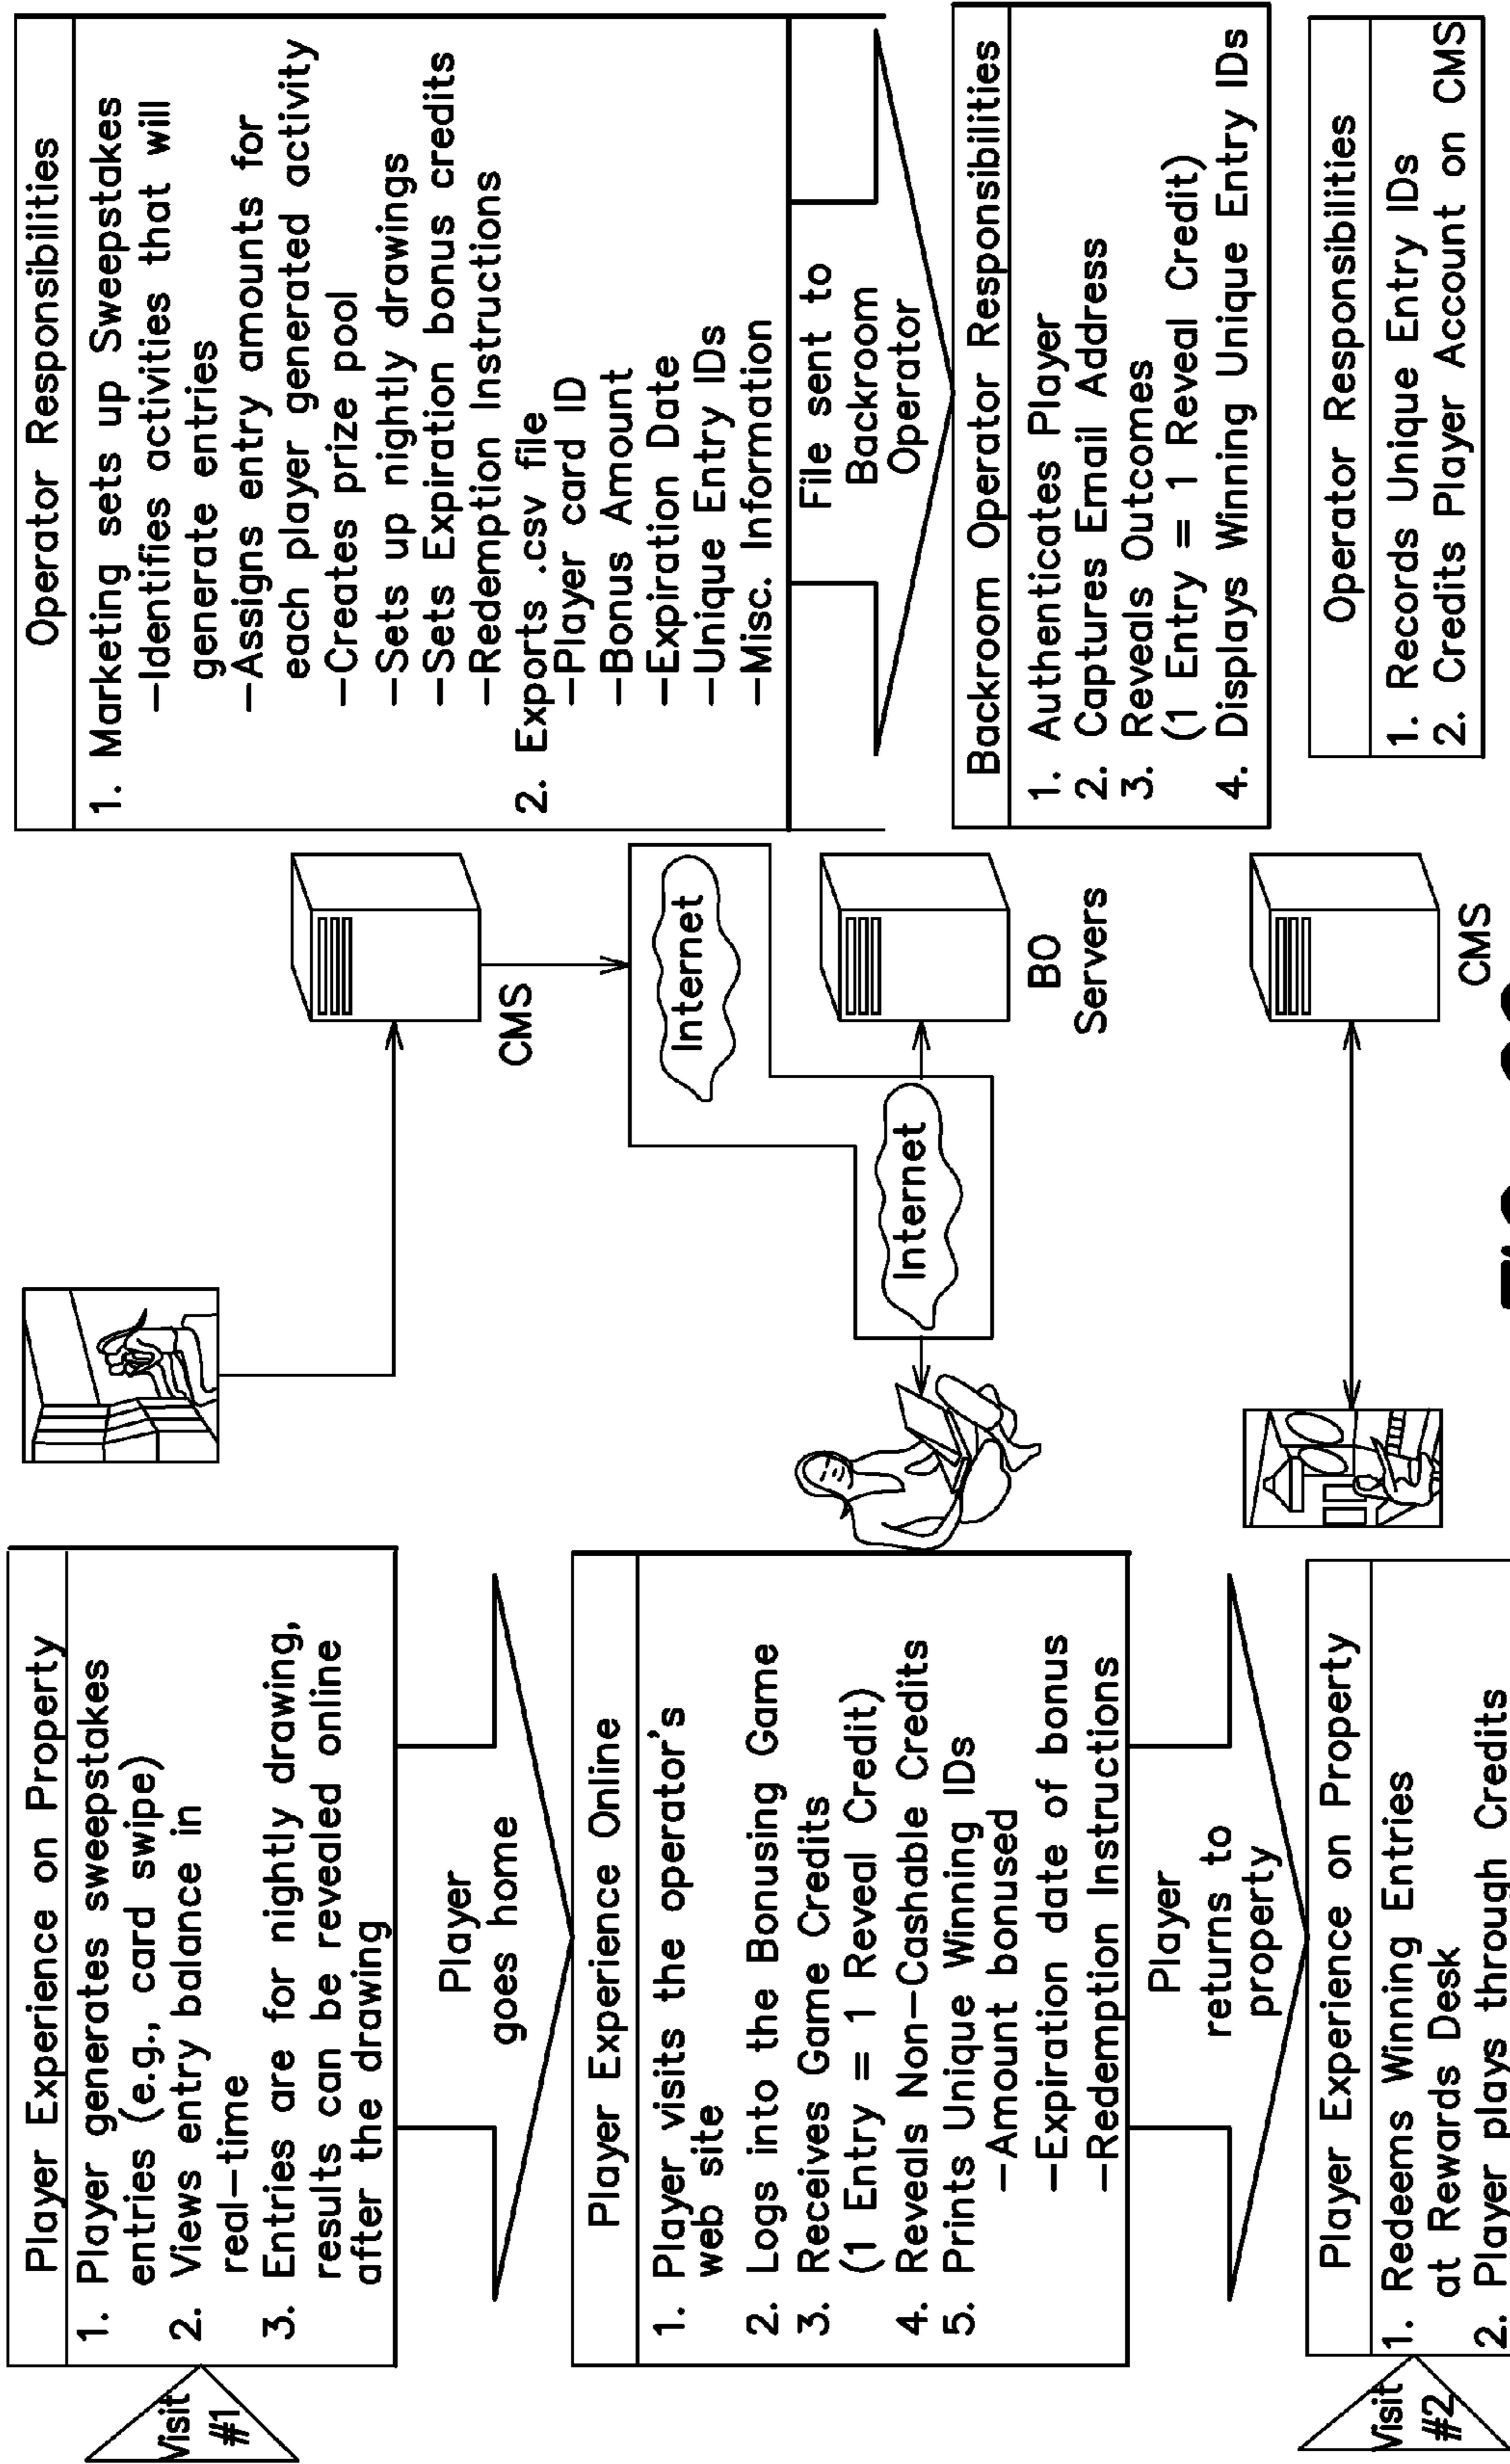 Visit
#1
Player Experience on Property
1. Player generates sweepstakes
entries (e.g., card swipe)
2. Views entry balance in
real-time
3. Entries are for nightly drawing,
results can be revealed online
after the drawing
Player
goes home
Player Experience Online
1. Player visits the operator's
web site
2. Logs into the Bonusing Game
3. Receives Game Credits
(1 Entry = 1 Reveal Credit)
4. Reveals Non-Cashable Credits
5. Prints Unique Winning IDs
-Amount bonused
-Expiration date of bonus
-Redemption Instructions
Player
returns to
property
Visit
#2
Player Experience on Property
1. Redeems Winning Entries
at Rewards Desk
2. Player plays through Credits
CMS
Internet
Internet
BO
Servers
CMS
Operator Responsibilities
1. Marketing sets up Sweepstakes
-Identifies activities that will
generate entries
-Assigns entry amounts for
each player generated activity
-Creates prize pool
-Sets up nightly drawings
-Sets Expiration bonus credits
-Redemption Instructions
2. Exports .csv file
-Player card ID
-Bonus Amount
-Expiration Date
-Unique Entry IDs
-Misc. Information
File sent to
Backroom
Operator
Backroom Operator Responsibilities
1. Authenticates Player
2. Captures Email Address
3. Reveals Outcomes
(1 Entry = 1 Reveal Credit)
4. Displays Winning Unique Entry IDs
Operator Responsibilities
1. Records Unique Entry IDs
2. Credits Player Account on CMS